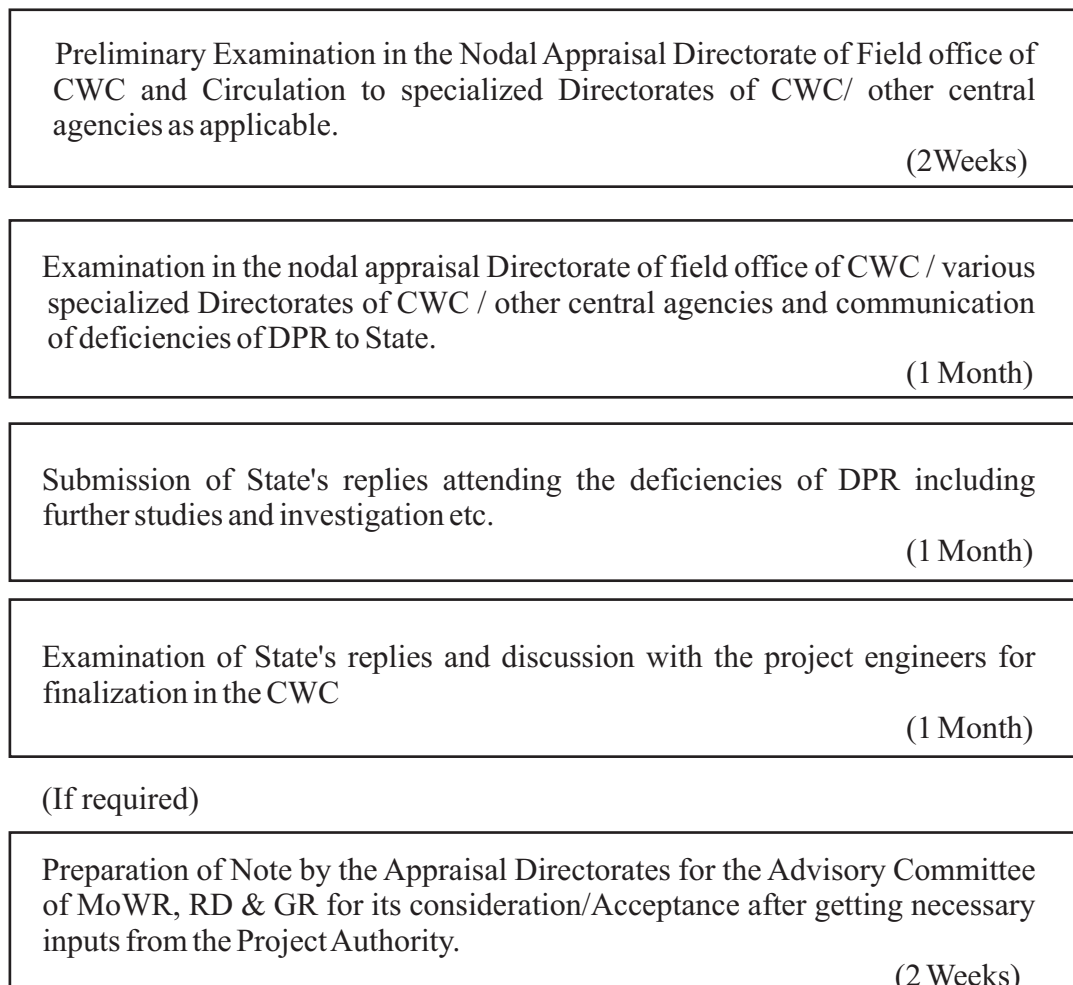 Preliminary Examination in the Nodal Appraisal Directorate of Field office of
CWC and Circulation to specialized Directorates of CWC/ other central
agencies as applicable.
(2Weeks)
Examination in the nodal appraisal Directorate of field office of CWC / various
specialized Directorates of CWC / other central agencies and communication
of deficiencies of DPR to State.
(1 Month)
Submission of State's replies attending the deficiencies of DPR including
further studies and investigation etc.
(1 Month)
Examination of State's replies and discussion with the project engineers for
finalization in the CWC
(1 Month)
(If required)
Preparation of Note by the Appraisal Directorates for the Advisory Committee
of MoWR, RD & GR for its consideration/Acceptance after getting necessary
inputs from the Project Authority.
(2 Weeks)